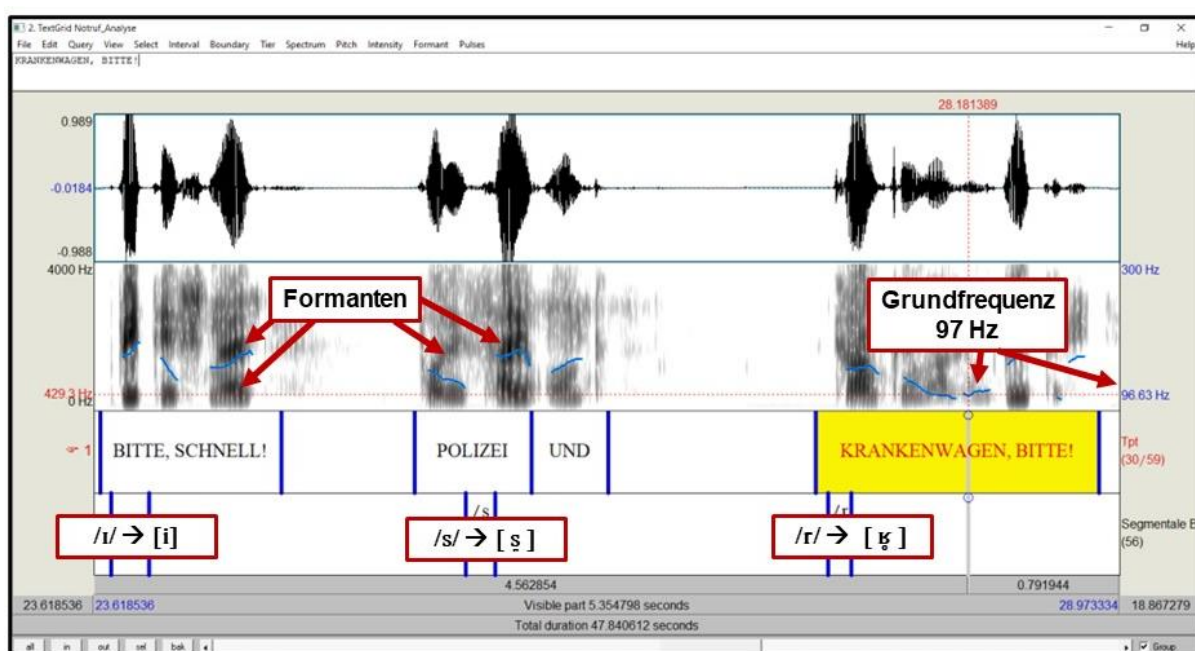 2. TextGrid Notruf_Analyse
File Edit Query View Select Interval Boundary Tier Spectrum Pitch Intensity Formant Pulses Help
KRANKENWAGEN, BITTE!
28.181389
0.989
-0.0184
-0.988
4000 Hz
300 Hz
Formanten
Grundfrequenz
97 Hz
429.3 Hz
0 Hz
96.63 Hz
1
BITTE, SCHNELL!
POLIZEI
UND
KRANKENWAGEN, BITTE!
Tpt
(30/59)
/s
/r
/ɪ/ → [i]
/s/ → [ s̪ ]
/r/ → [ ʁ̥ ]
Segmentale E
(56)
4.562854
0.791944
23.618536
23.618536
Visible part 5.354798 seconds
28.973334
18.867279
Total duration 47.840612 seconds
all in out sel bak
Group